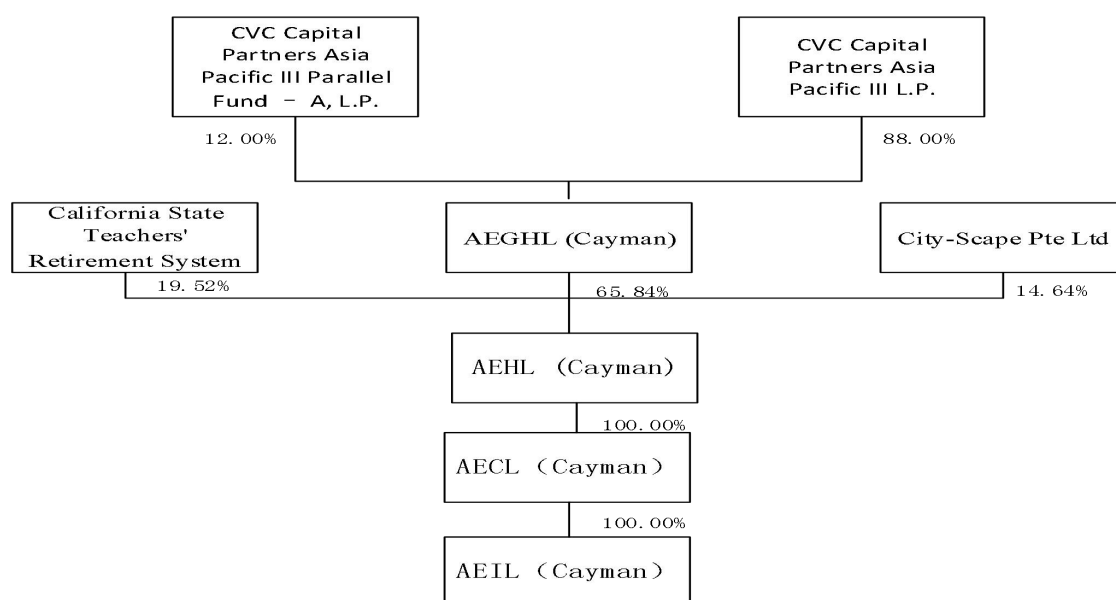 CVC Capital
Partners Asia
Pacific III Parallel
Fund – A, L.P.
CVC Capital
Partners Asia
Pacific III L.P.
12.00%
88.00%
California State
Teachers'
Retirement System
AEGHL (Cayman)
City-Scape Pte Ltd
19.52%
65.84%
14.64%
AEHL (Cayman)
100.00%
AECL (Cayman)
100.00%
AEIL (Cayman)